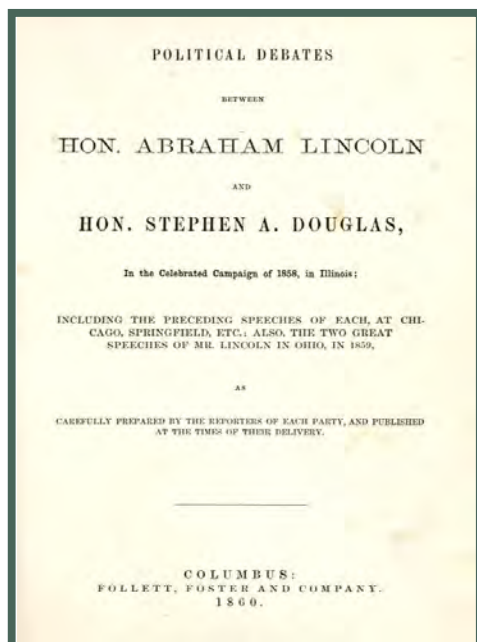 POLITICAL DEBATES
BETWEEN
HON. ABRAHAM LINCOLN
AND
HON. STEPHEN A. DOUGLAS,
In the Celebrated Campaign of 1858, in Illinois;
INCLUDING THE PRECEDING SPEECHES OF EACH, AT CHI-
CAGO, SPRINGFIELD, ETC.; ALSO, THE TWO GREAT
SPEECHES OF MR. LINCOLN IN OHIO, IN 1859,
AS
CAREFULLY PREPARED BY THE REPORTERS OF EACH PARTY, AND PUBLISHED
AT THE TIMES OF THEIR DELIVERY.
COLUMBUS:
FOLLETT, FOSTER AND COMPANY.
1860.